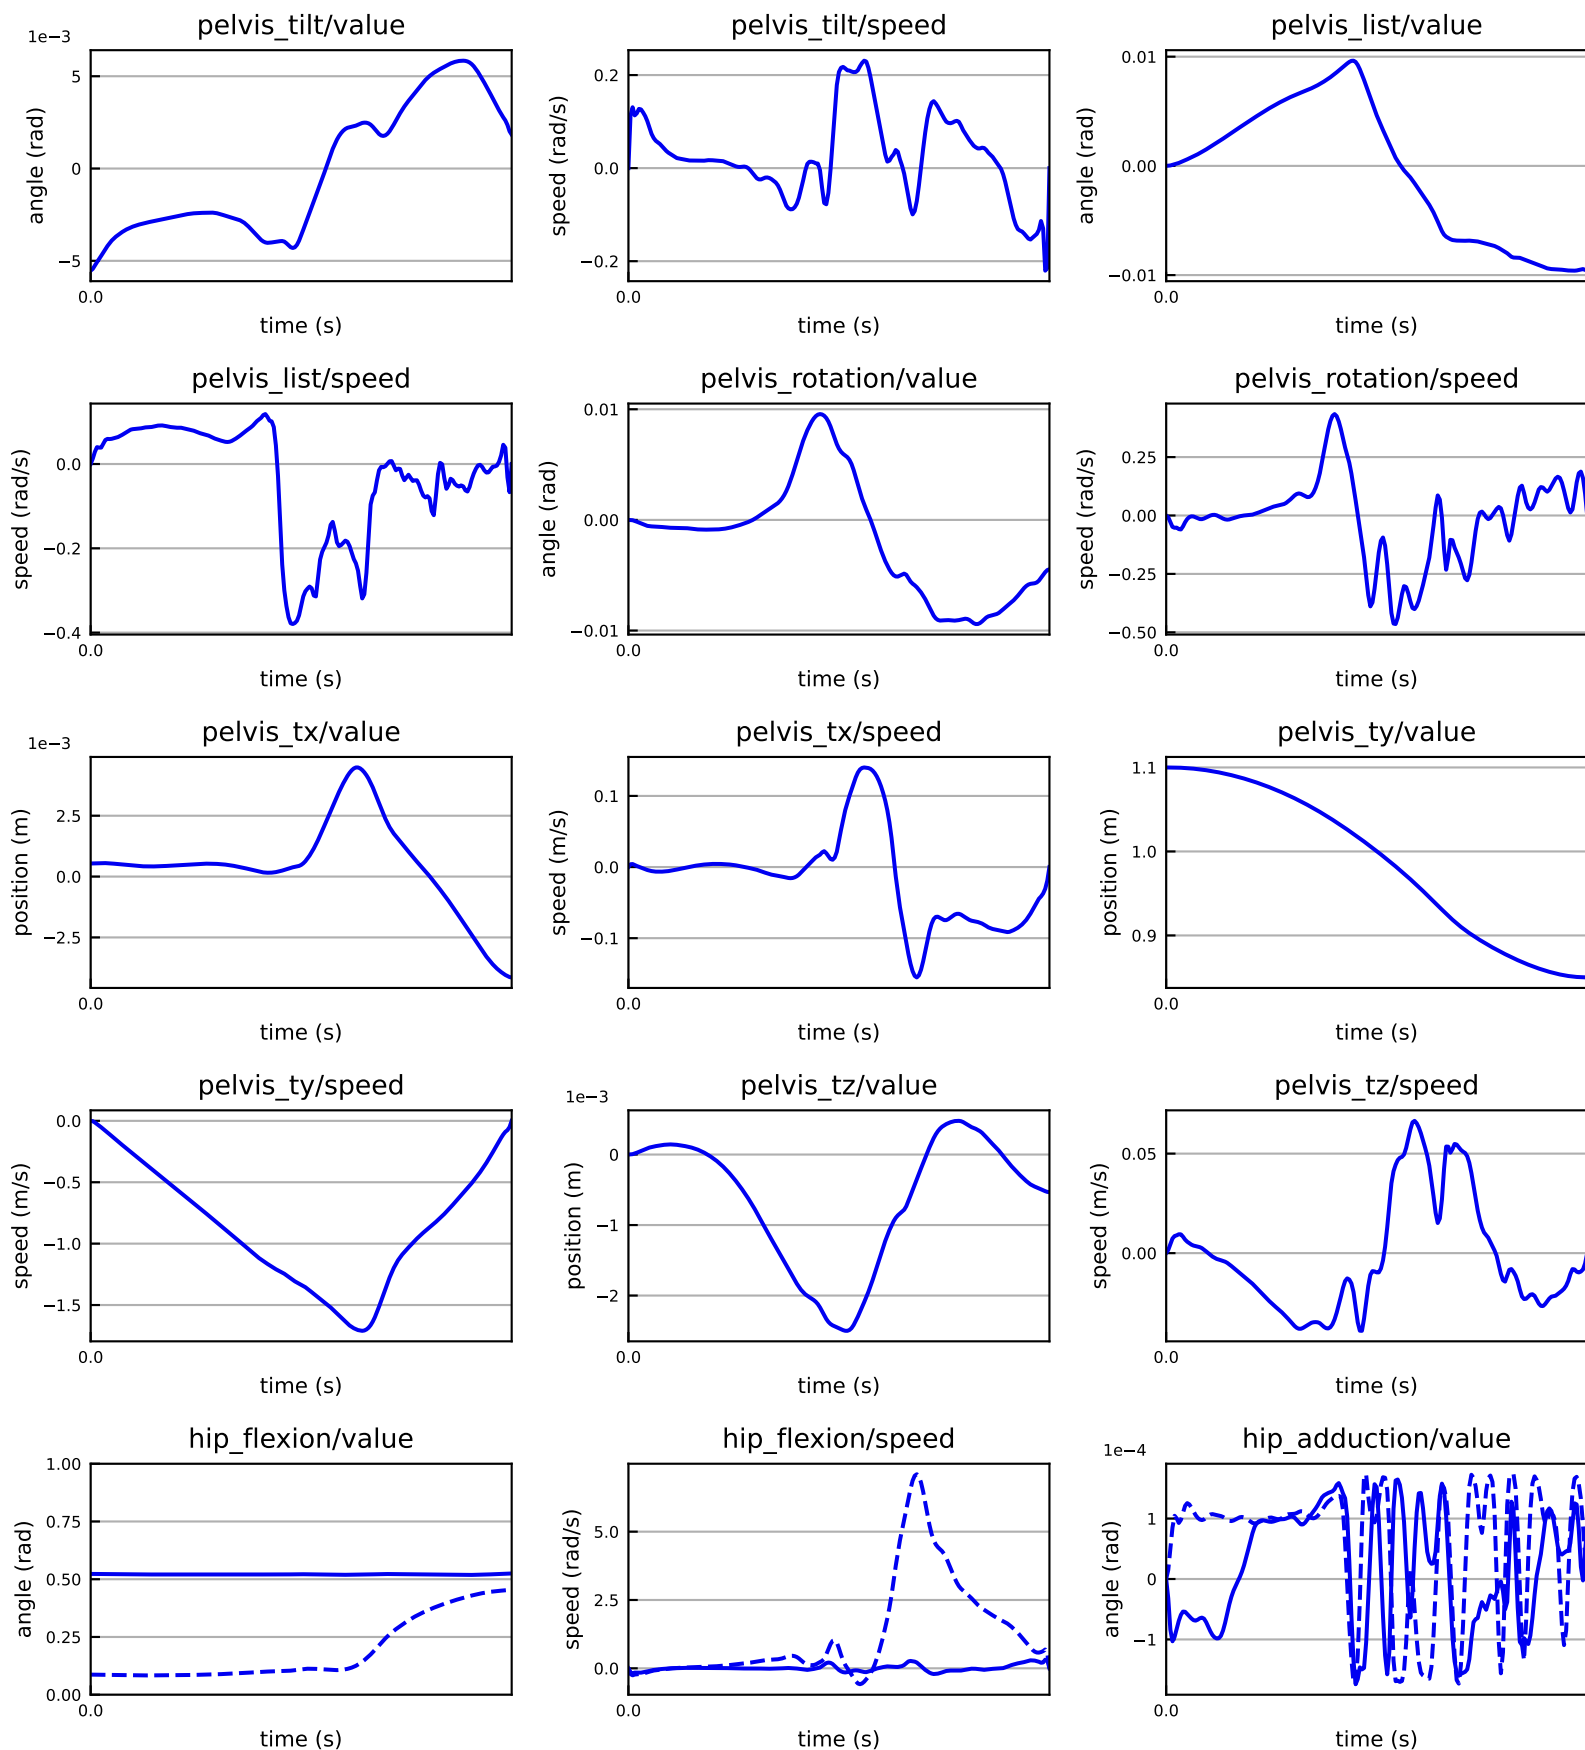 pelvis_tilt/value
1e−3
angle (rad)
5
0
−5
0.0
time (s)
pelvis_tilt/speed
speed (rad/s)
0.2
0.0
−0.2
0.0
time (s)
pelvis_list/value
angle (rad)
0.01
0.00
−0.01
0.0
time (s)
pelvis_list/speed
speed (rad/s)
0.0
−0.2
−0.4
0.0
time (s)
pelvis_rotation/value
angle (rad)
0.01
0.00
−0.01
0.0
time (s)
pelvis_rotation/speed
speed (rad/s)
0.25
0.00
−0.25
−0.50
0.0
time (s)
pelvis_tx/value
1e−3
position (m)
2.5
0.0
−2.5
0.0
time (s)
pelvis_tx/speed
speed (m/s)
0.1
0.0
−0.1
0.0
time (s)
pelvis_ty/value
position (m)
1.1
1.0
0.9
0.0
time (s)
pelvis_ty/speed
speed (m/s)
0.0
−0.5
−1.0
−1.5
0.0
time (s)
pelvis_tz/value
1e−3
position (m)
0
−1
−2
0.0
time (s)
pelvis_tz/speed
speed (m/s)
0.05
0.00
0.0
time (s)
hip_flexion/value
angle (rad)
1.00
0.75
0.50
0.25
0.00
0.0
time (s)
hip_flexion/speed
speed (rad/s)
5.0
2.5
0.0
0.0
time (s)
hip_adduction/value
1e−4
angle (rad)
1
0
−1
0.0
time (s)